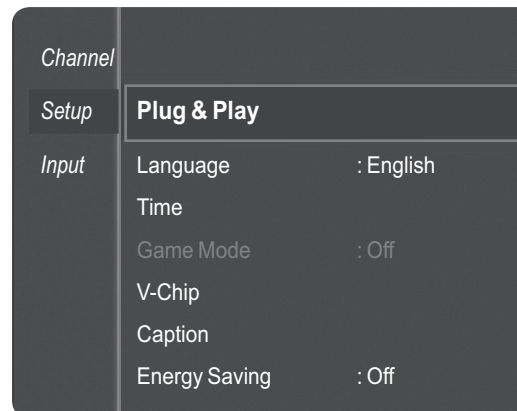 Channel
Setup
Input
Plug & Play
Language : English
Time
Game Mode : Off
V-Chip
Caption
Energy Saving : Off